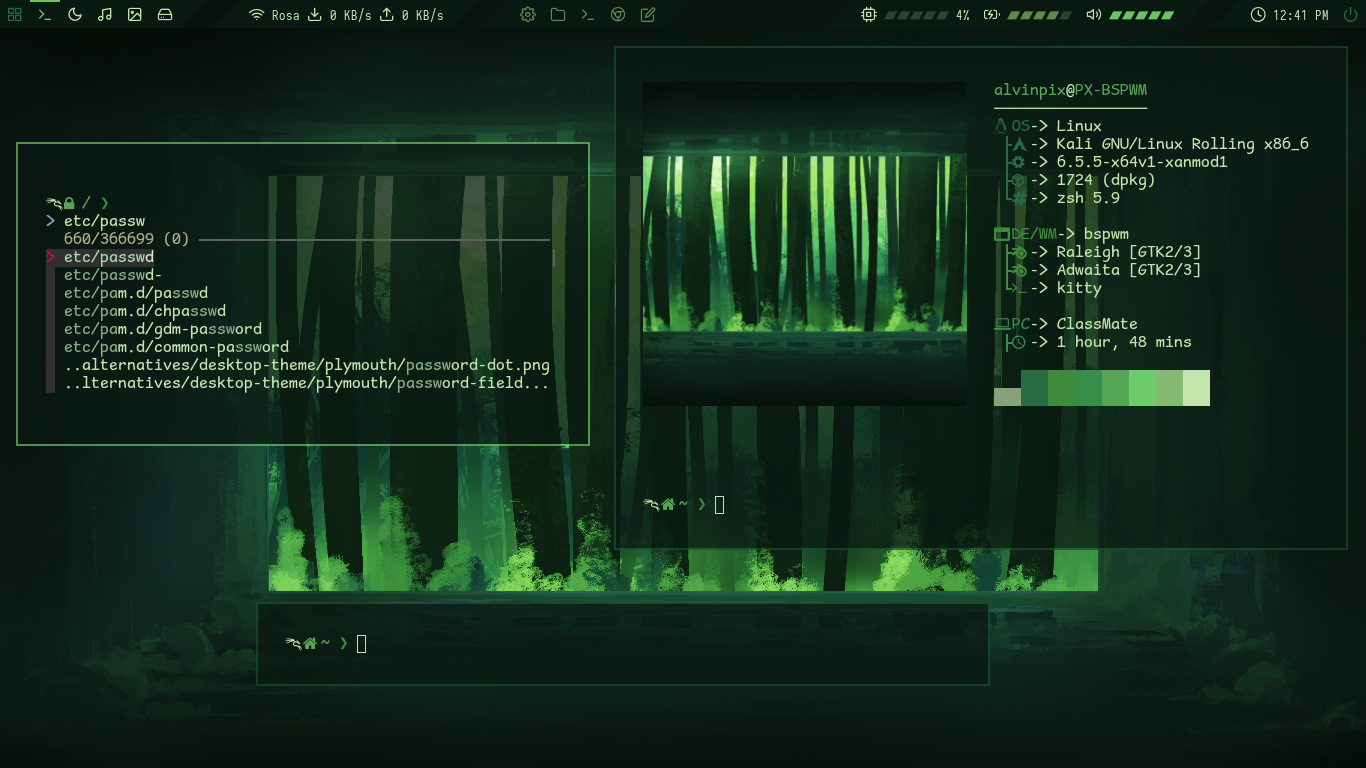 Rosa 0 KB/s 0 KB/s
4%
12:41 PM
/ ❯
> etc/passw
660/366699 (0)
> etc/passwd
etc/passwd-
etc/pam.d/passwd
etc/pam.d/chpasswd
etc/pam.d/gdm-password
etc/pam.d/common-password
..alternatives/desktop-theme/plymouth/password-dot.png
..lternatives/desktop-theme/plymouth/password-field...
alvinpix@PX-BSPWM
OS-> Linux
-> Kali GNU/Linux Rolling x86_6
-> 6.5.5-x64v1-xanmod1
-> 1724 (dpkg)
-> zsh 5.9
DE/WM-> bspwm
-> Raleigh [GTK2/3]
-> Adwaita [GTK2/3]
-> kitty
PC-> ClassMate
-> 1 hour, 48 mins
~ ❯
~ ❯